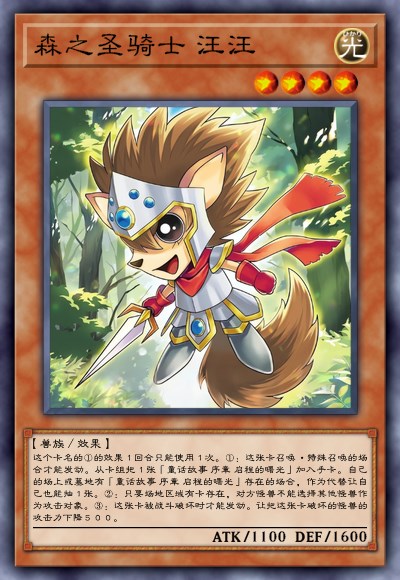 森之圣骑士 汪汪
光
【兽族／效果】
这个卡名的①的效果1回合只能使用1次。①：这张卡召唤·特殊召唤的场
合才能发动。从卡组把1张「童话故事 序章 启程的曙光」加入手卡。自己
的场上或墓地有「童话故事 序章 启程的曙光」存在的场合，作为代替让自
己也能抽1张。②：只要场地区域有卡存在，对方怪兽不能选择其他怪兽作
为攻击对象。③：这张卡被战斗破坏时才能发动。让把这张卡破坏的怪兽的
攻击力下降500。
ATK/1100 DEF/1600